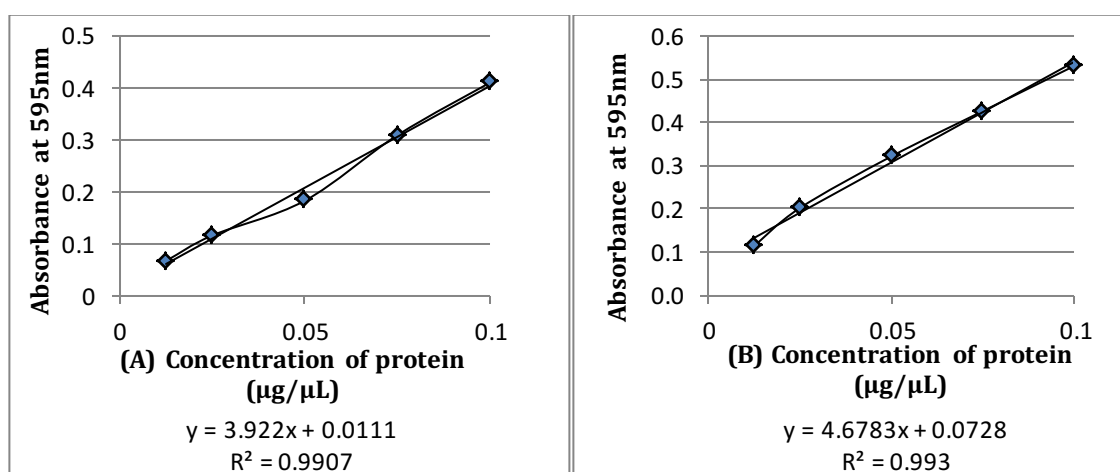 0.5
0.4
0.3
0.2
0.1
0
0 0.05 0.1
Absorbance at 595nm
(A) Concentration of protein
(µg/µL)
y = 3.922x + 0.0111
R² = 0.9907
0.6
0.5
0.4
0.3
0.2
0.1
0.0
0 0.05 0.1
Absorbance at 595nm
(B) Concentration of protein
(µg/µL)
y = 4.6783x + 0.0728
R² = 0.993